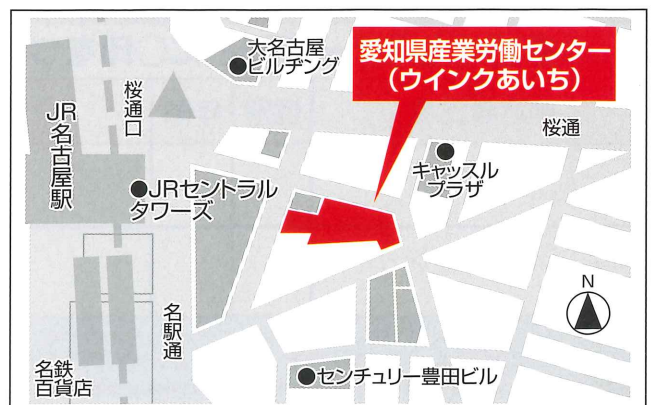 大名古屋
●ビルヂング
愛知県産業労働センター
(ウインクあいち)
桜通口
JR名古屋駅
桜通
●
キャッスル
プラザ
●JRセントラル
タワーズ
N
名駅通
名鉄
百貨店
●センチュリー豊田ビル